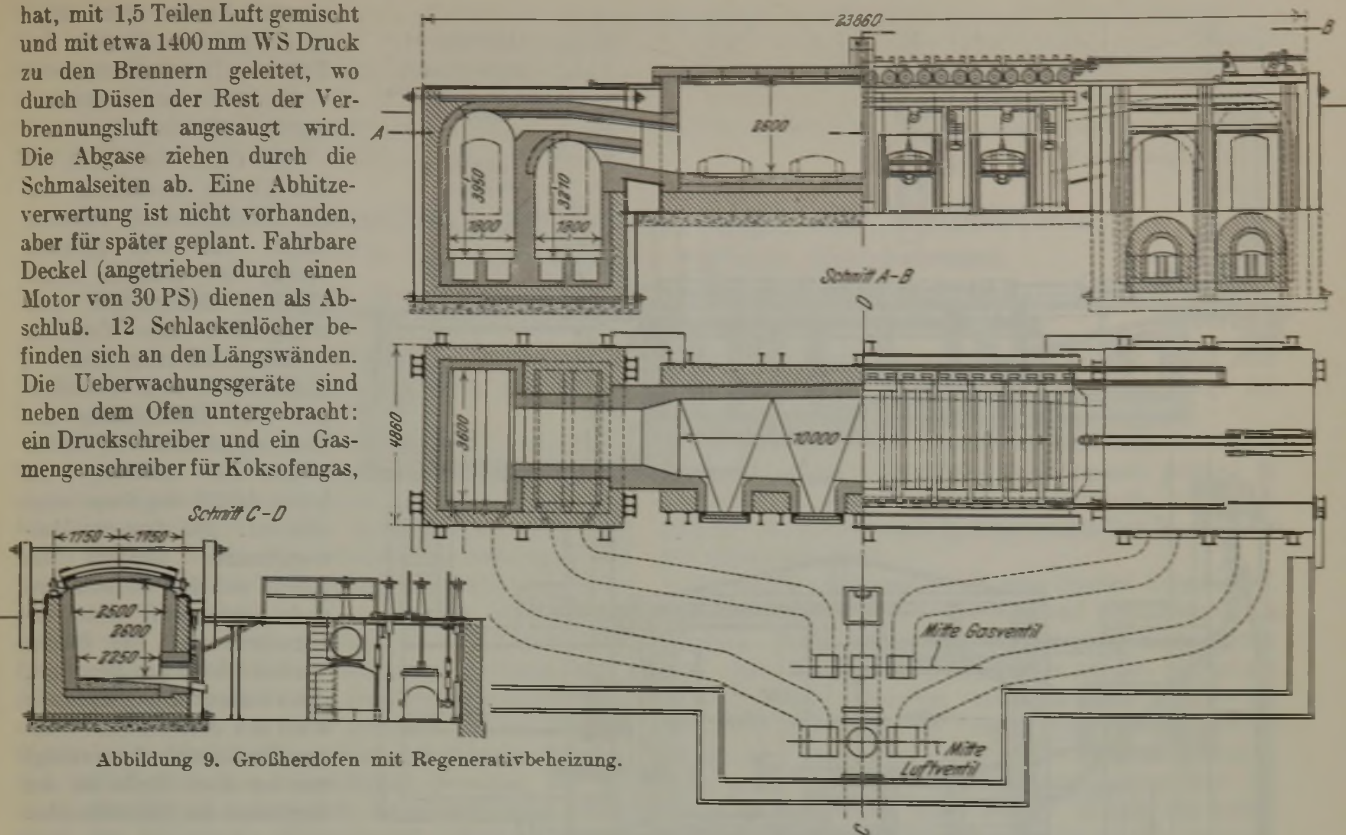 hat, mit 1,5 Teilen Luft gemischt
und mit etwa 1400 mm WS Druck
zu den Brennern geleitet, wo
durch Düsen der Rest der Ver-
brennungsluft angesaugt wird.
Die Abgase ziehen durch die
Schmalseiten ab. Eine Abhitze-
verwertung ist nicht vorhanden,
aber für später geplant. Fahrbare
Deckel (angetrieben durch einen
Motor von 30 PS) dienen als Ab-
schluß. 12 Schlackenlöcher be-
finden sich an den Längswänden.
Die Ueberwachungsgeräte sind
neben dem Ofen untergebracht:
ein Druckschreiber und ein Gas-
mengenschreiber für Koksofengas,
23860
B
A
2600
3950
3210
1800
1800
Schnitt A-B
D
4860
3600
10000
Schnitt C-D
1750
1750
2500
2600
2250
Mitte Gasventil
Mitte
Luftventil
C
Abbildung 9. Großherdofen mit Regenerativbeheizung.